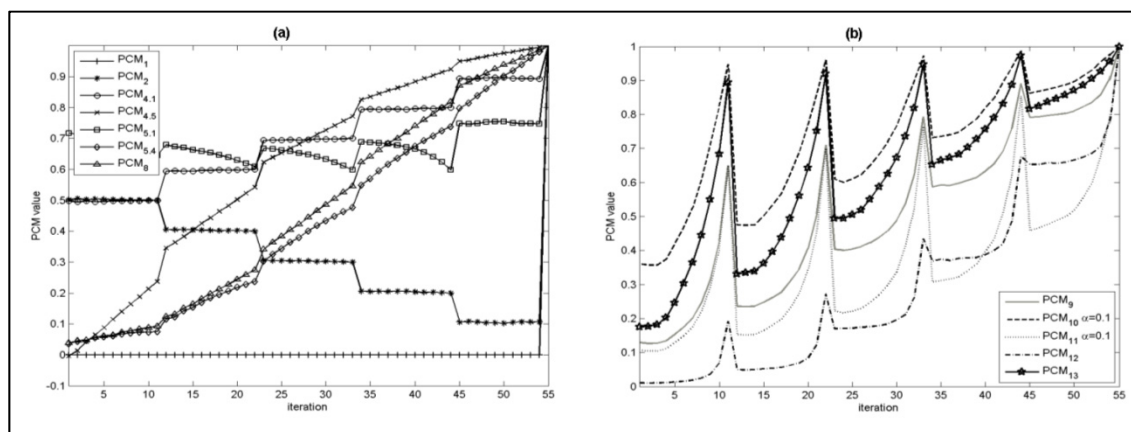 (a)
PCM value
0.9
0.8
0.7
0.6
0.5
0.4
0.3
0.2
0.1
0
-0.1
PCM1
PCM2
PCM4.1
PCM4.5
PCM5.1
PCM5.4
PCM8
5 10 15 20 25 30 35 40 45 50 55
iteration
(b)
PCM value
1
0.9
0.8
0.7
0.6
0.5
0.4
0.3
0.2
0.1
0
PCM9
PCM10 α=0.1
PCM11 α=0.1
PCM12
PCM13
5 10 15 20 25 30 35 40 45 50 55
iteration